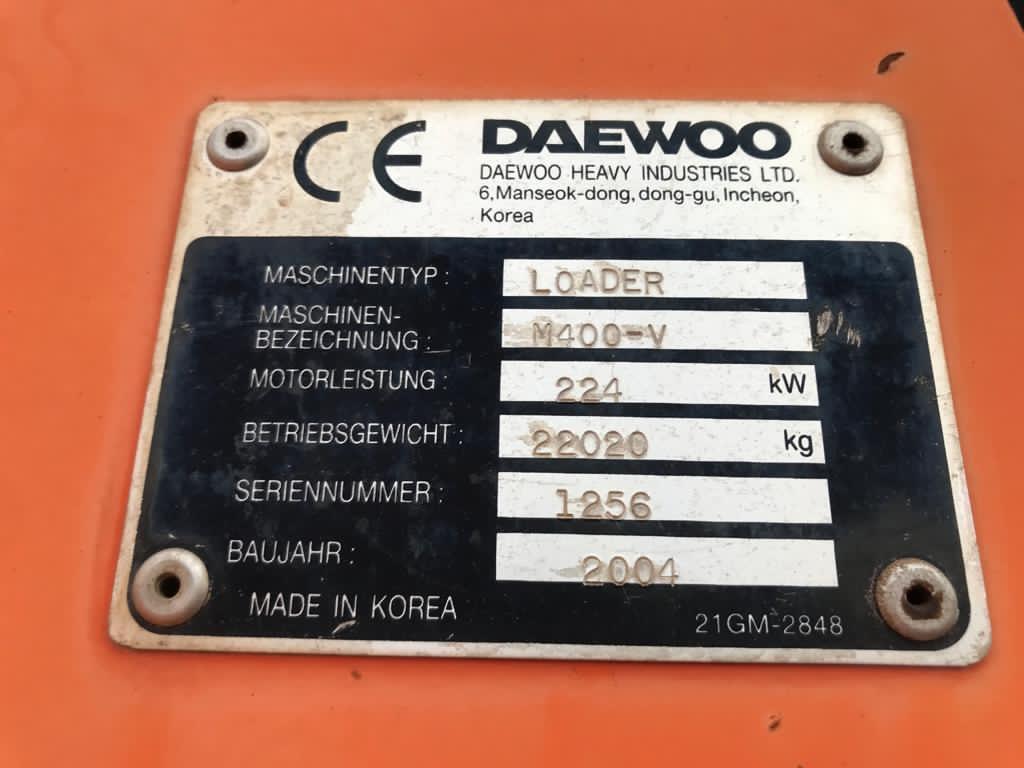 CE DAEWOO
DAEWOO HEAVY INDUSTRIES LTD.
6,Manseok-dong, dong-gu, Incheon,
Korea
MASCHINENTYP : LOADER
MASCHINEN-
BEZEICHNUNG : M400-V
MOTORLEISTUNG : 224 kW
BETRIEBSGEWICHT : 22020 kg
SERIENNUMMER : 1256
BAUJAHR : 2004
MADE IN KOREA 21GM-2848